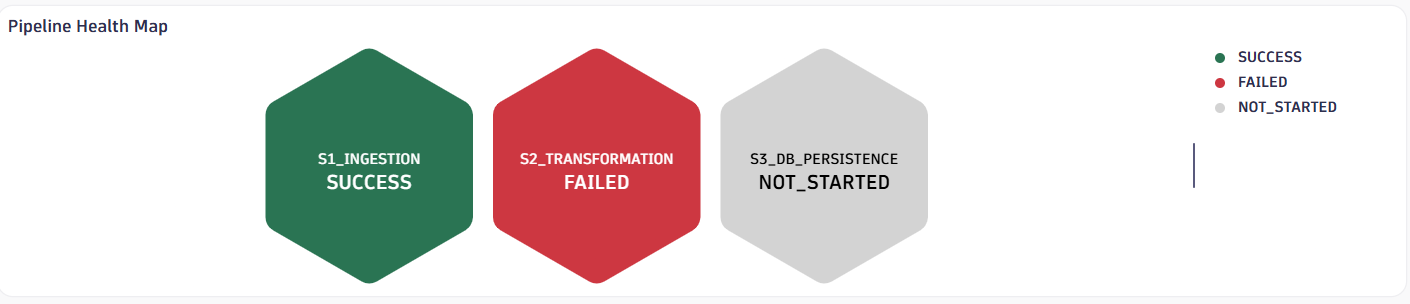 Pipeline Health Map
S1_INGESTION
SUCCESS
S2_TRANSFORMATION
FAILED
S3_DB_PERSISTENCE
NOT_STARTED
SUCCESS
FAILED
NOT_STARTED